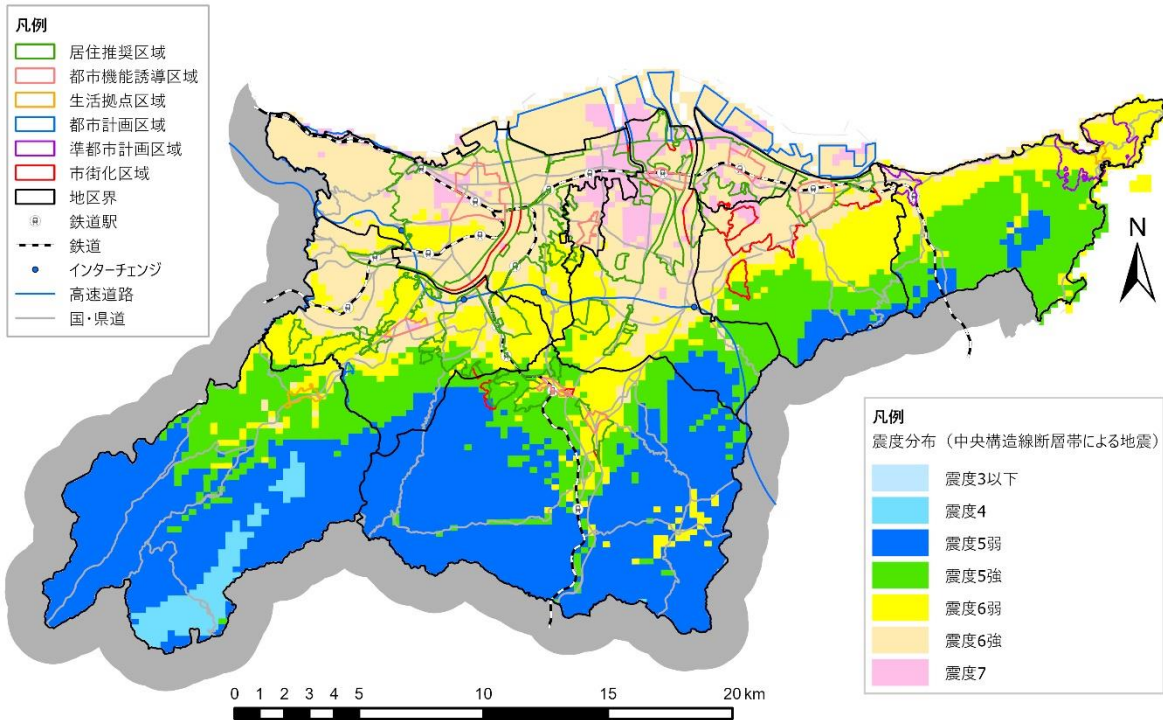 凡例
居住推奨区域
都市機能誘導区域
生活拠点区域
都市計画区域
準都市計画区域
市街化区域
地区界
鉄道駅
鉄道
インターチェンジ
高速道路
国・県道
N
凡例
震度分布（中央構造線断層帯による地震）
震度3以下
震度4
震度5弱
震度5強
震度6弱
震度6強
震度7
0 1 2 3 4 5 10 15 20 km